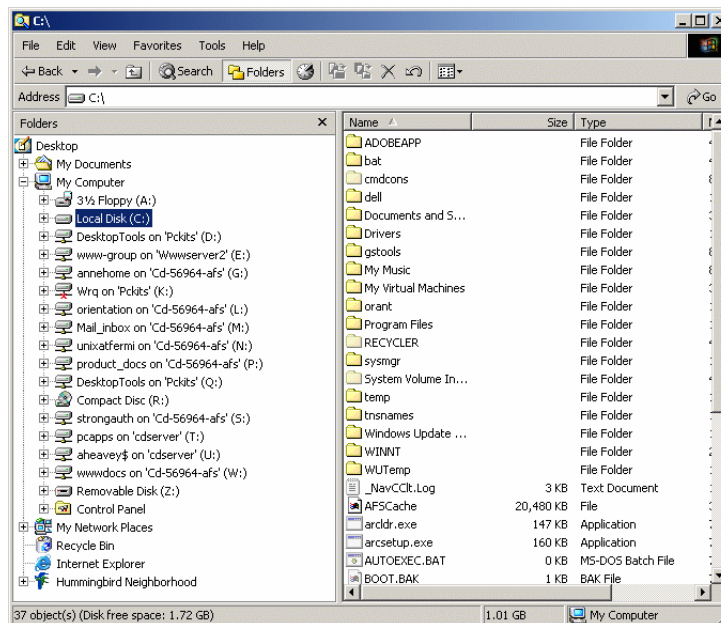 C:\
File Edit View Favorites Tools Help
Back Search Folders
Address C:\ Go
Folders
Desktop
My Documents
My Computer
3½ Floppy (A:)
Local Disk (C:)
DesktopTools on 'Pckits' (D:)
www-group on 'Wwwserver2' (E:)
annehome on 'Cd-56964-afs' (G:)
Wrq on 'Pckits' (K:)
orientation on 'Cd-56964-afs' (L:)
Mail_inbox on 'Cd-56964-afs' (M:)
unixatfermi on 'Cd-56964-afs' (N:)
product_docs on 'Cd-56964-afs' (P:)
DesktopTools on 'Pckits' (Q:)
Compact Disc (R:)
strongauth on 'Cd-56964-afs' (S:)
pcapps on 'cdserver' (T:)
aheavey$ on 'cdserver' (U:)
wwwdocs on 'Cd-56964-afs' (W:)
Removable Disk (Z:)
Control Panel
My Network Places
Recycle Bin
Internet Explorer
Hummingbird Neighborhood
Name Size Type
ADOBEAPP File Folder
bat File Folder
cmdcons File Folder
dell File Folder
Documents and S... File Folder
Drivers File Folder
gstools File Folder
My Music File Folder
My Virtual Machines File Folder
orant File Folder
Program Files File Folder
RECYCLER File Folder
sysmgr File Folder
System Volume In... File Folder
temp File Folder
tnsnames File Folder
Windows Update ... File Folder
WINNT File Folder
WUTemp File Folder
_NavCClt.Log 3 KB Text Document
AFSCache 20,480 KB File
arcldr.exe 147 KB Application
arcsetup.exe 160 KB Application
AUTOEXEC.BAT 0 KB MS-DOS Batch File
BOOT.BAK 1 KB BAK File
37 object(s) (Disk free space: 1.72 GB) 1.01 GB My Computer